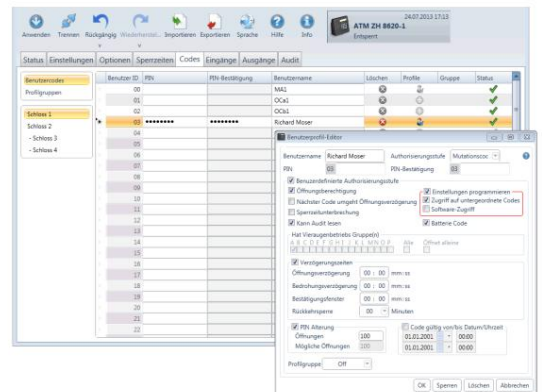 24.07.2013 17:13
ATM ZH 8620-1
Entsperrt
Anwenden Trennen Rückgängig Wiederherstel... Importieren Exportieren Sprache Hilfe Info
Status Einstellungen Optionen Sperrzeiten Codes Eingänge Ausgänge Audit
Benutzercodes
Profilgruppen
Schloss 1
Schloss 2
- Schloss 3
- Schloss 4
Benutzer ID PIN PIN-Bestätigung Benutzername Löschen Profile Gruppe Status
00 MA1
01 OCa1
02 OCb1
03 •••••••• •••••••• Richard Moser
04
05
06
07
08
09
10
11
12
13
14
15
16
17
18
19
20
21
22
Benutzerprofil-Editor
Benutzername Richard Moser Authorisierungsstufe Mutationscoc
PIN 03 PIN-Bestätigung 03
Benutzerdefinierte Authorisierungsstufe
Öffnungsberechtigung
Einstellungen programmieren
Nächster Code umgeht Öffnungsverzögerung
Zugriff auf untergeordnete Codes
Sperrzeitunterbrechung
Software-Zugriff
Kann Audit lesen
Batterie Code
Hat Vieraugenbetriebs Gruppe(n)
A B C D E F G H I J K L M N O P Alle Öffnet alleine
Verzögerungszeiten
Öffnungsverzögerung 00 : 00 mm:ss
Bedrohungsverzögerung 00 : 00 mm:ss
Bestätigungsfenster 00 : 00 mm:ss
Rückkehrsperre 00 Minuten
PIN Alterung
Code gültig von/bis Datum/Uhrzeit
Öffnungen 100 01.01.2001 00:00
Mögliche Öffnungen 100 01.01.2001 00:00
Profilgruppe Off
OK Sperren Löschen Abbrechen